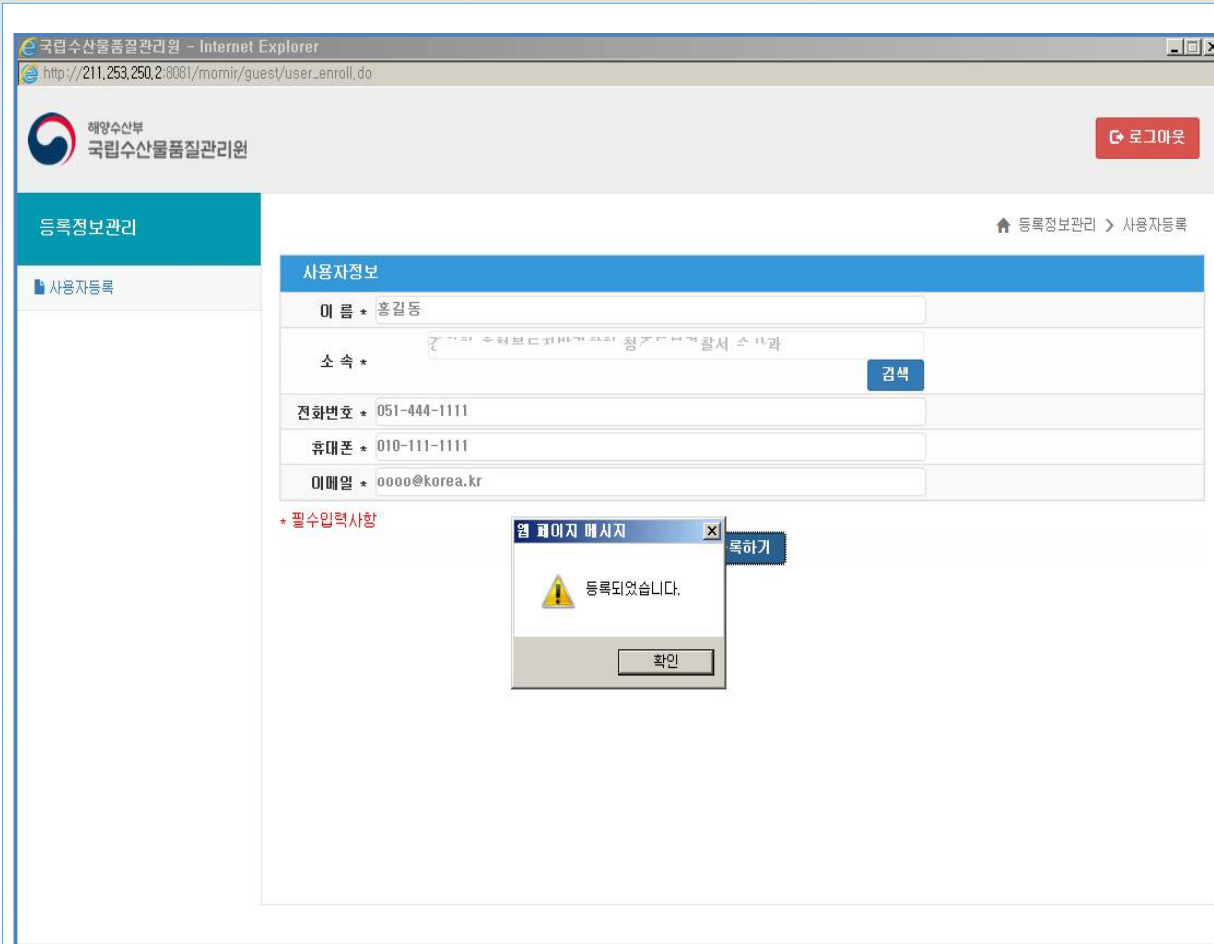 국립수산물품질관리원 - Internet Explorer
http://211.253.250.2:8081/momir/guest/user_enroll.do
해양수산부
국립수산물품질관리원
로그아웃
등록정보관리
등록정보관리 > 사용자등록
사용자등록
사용자정보
이 름 * 홍길동
소 속 *
검색
전화번호 * 051-444-1111
휴대폰 * 010-111-1111
이메일 * oooo@korea.kr
* 필수입력사항
웹 페이지 메시지
록하기
등록되었습니다.
확인